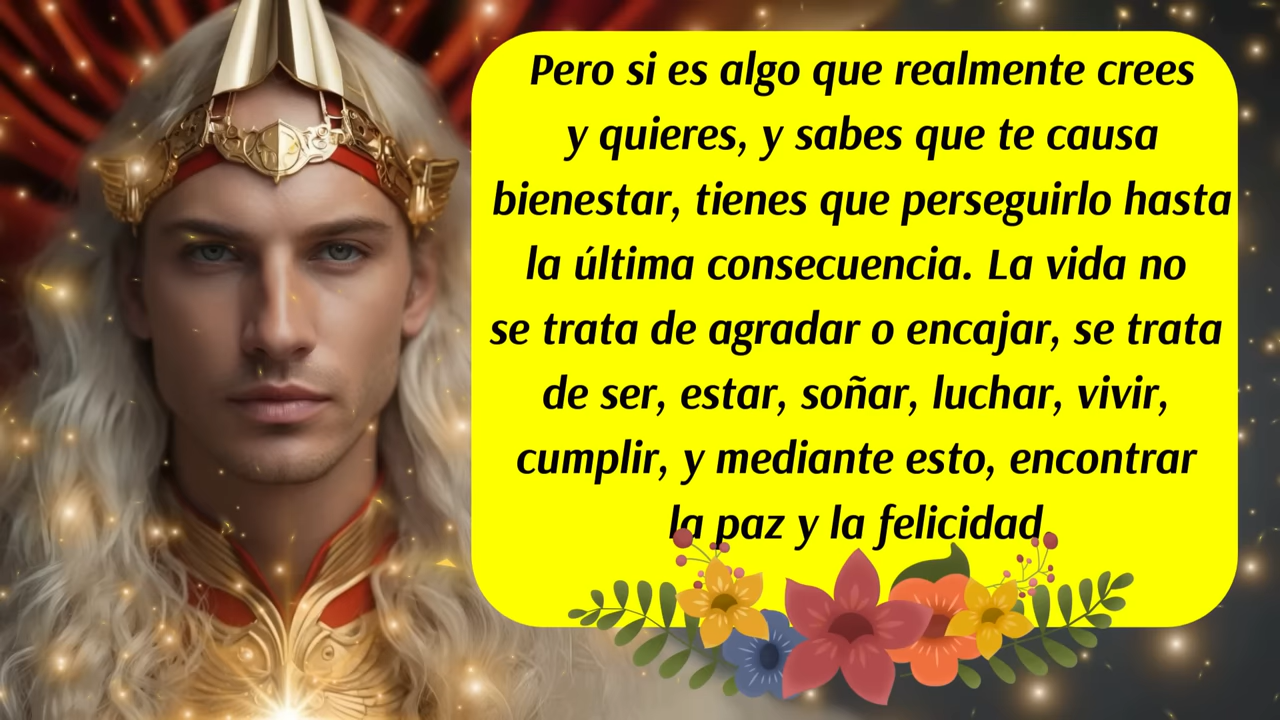 Pero si es algo que realmente crees
y quieres, y sabes que te causa
bienestar, tienes que perseguirlo hasta
la última consecuencia. La vida no
se trata de agradar o encajar, se trata
de ser, estar, soñar, luchar, vivir,
cumplir, y mediante esto, encontrar
la paz y la felicidad.